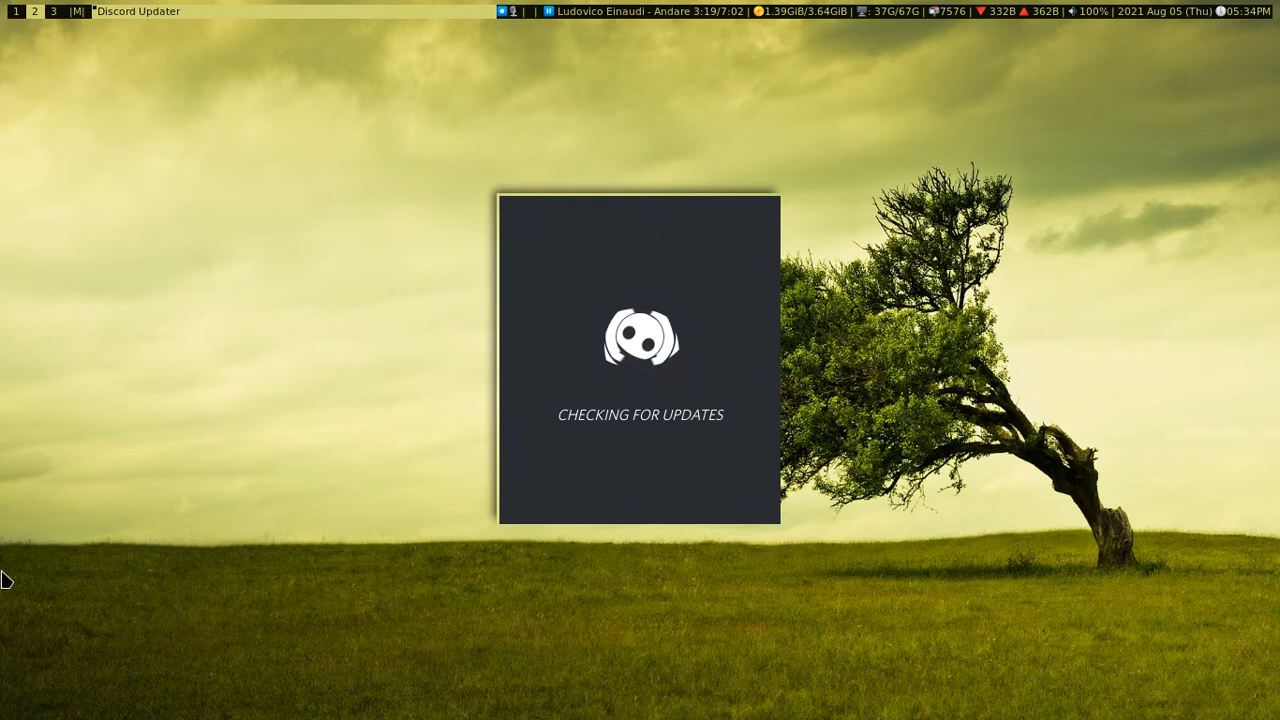 1 2 3 |M| Discord Updater | | Ludovico Einaudi - Andare 3:19/7:02 | 1.39GiB/3.64GiB | : 37G/67G | 7576 | 332B 362B | 100% | 2021 Aug 05 (Thu) 05:34PM
CHECKING FOR UPDATES